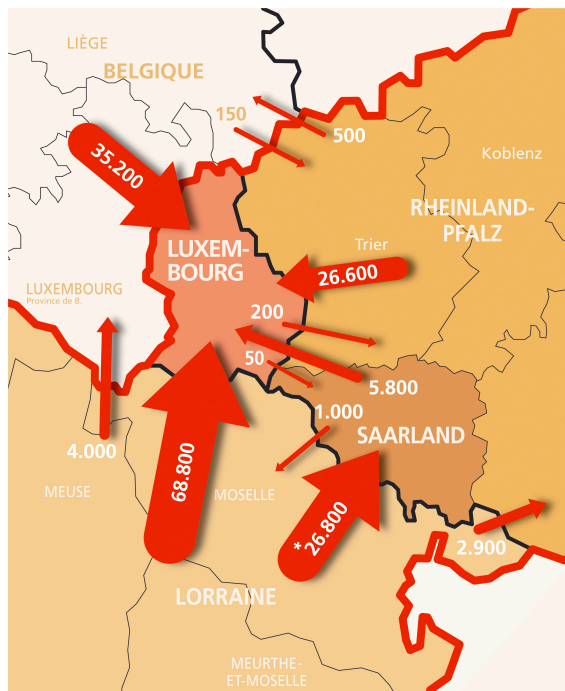 LIÈGE
BELGIQUE
150
500
35.200
Koblenz
RHEINLAND-
PFALZ
Trier
LUXEM-
BOURG
26.600
LUXEMBOURG
Province de B.
200
50
5.800
1.000
SAARLAND
4.000
68.800
MEUSE
MOSELLE
* 26.800
2.900
LORRAINE
MEURTHE-
ET-MOSELLE